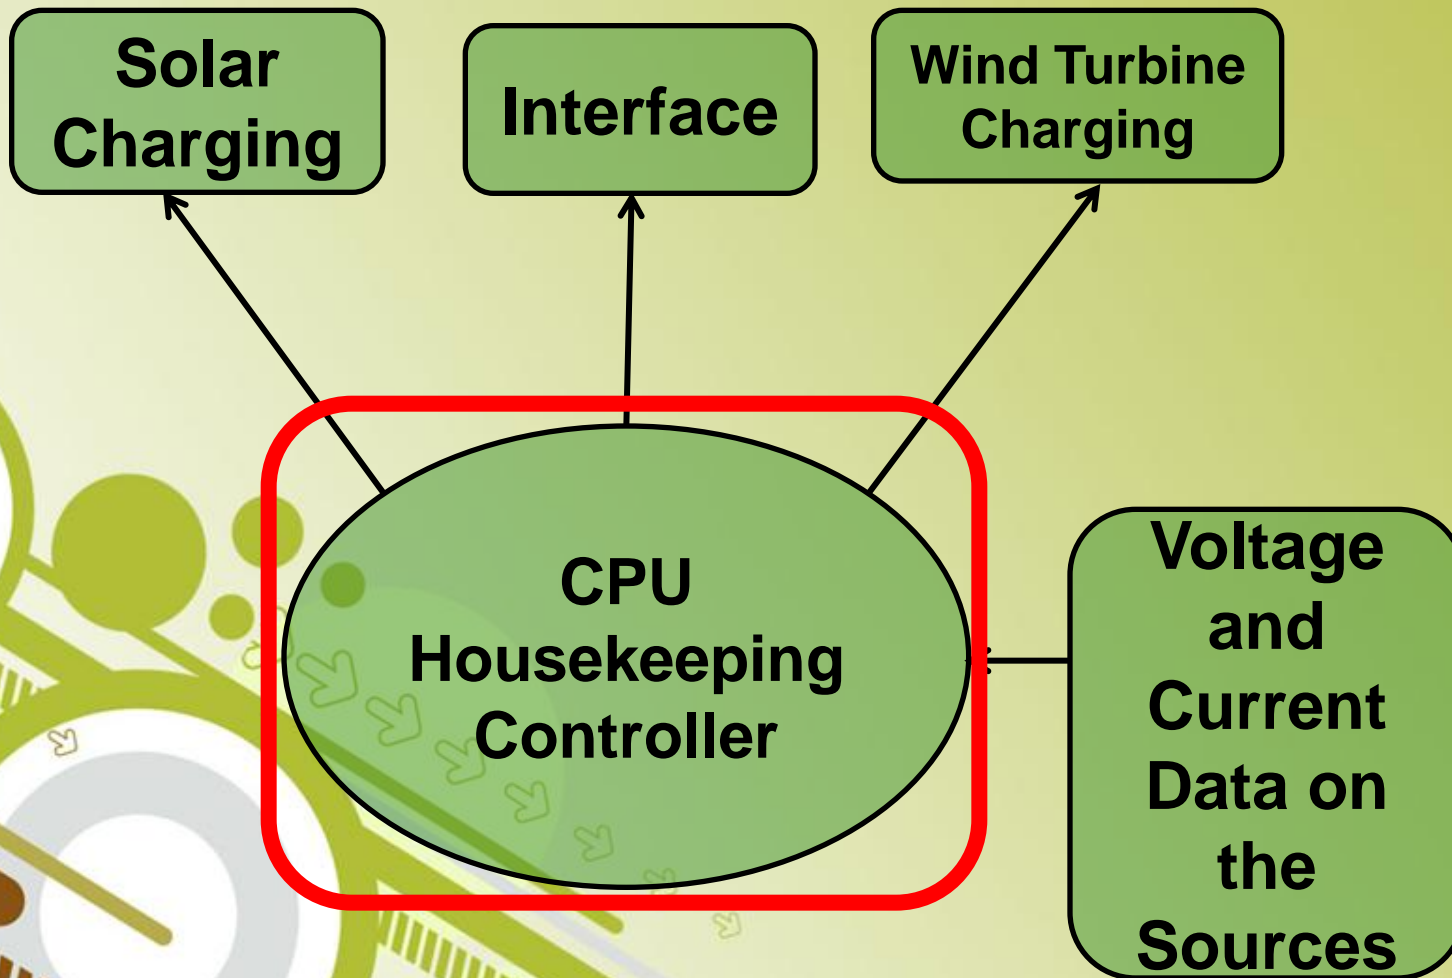 Solar
Charging
Interface
Wind Turbine
Charging
CPU
Housekeeping
Controller
Voltage
and
Current
Data on
the
Sources